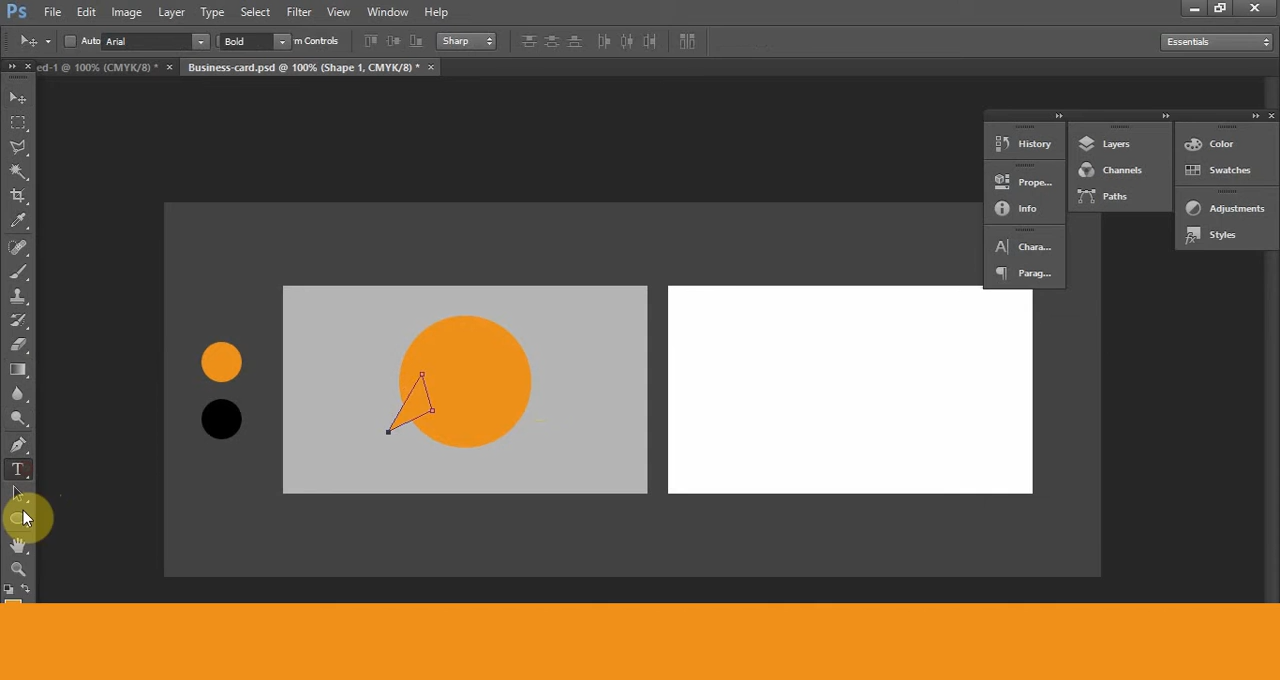 Ps File Edit Image Layer Type Select Filter View Window Help
Auto Arial Bold m Controls Sharp Essentials
ed-1 @ 100% (CMYK/8) * × Business-card.psd @ 100% (Shape 1, CMYK/8) * ×
History Layers Color
Prope... Channels Swatches
Info Paths Adjustments
Chara... Styles
Parag...
T